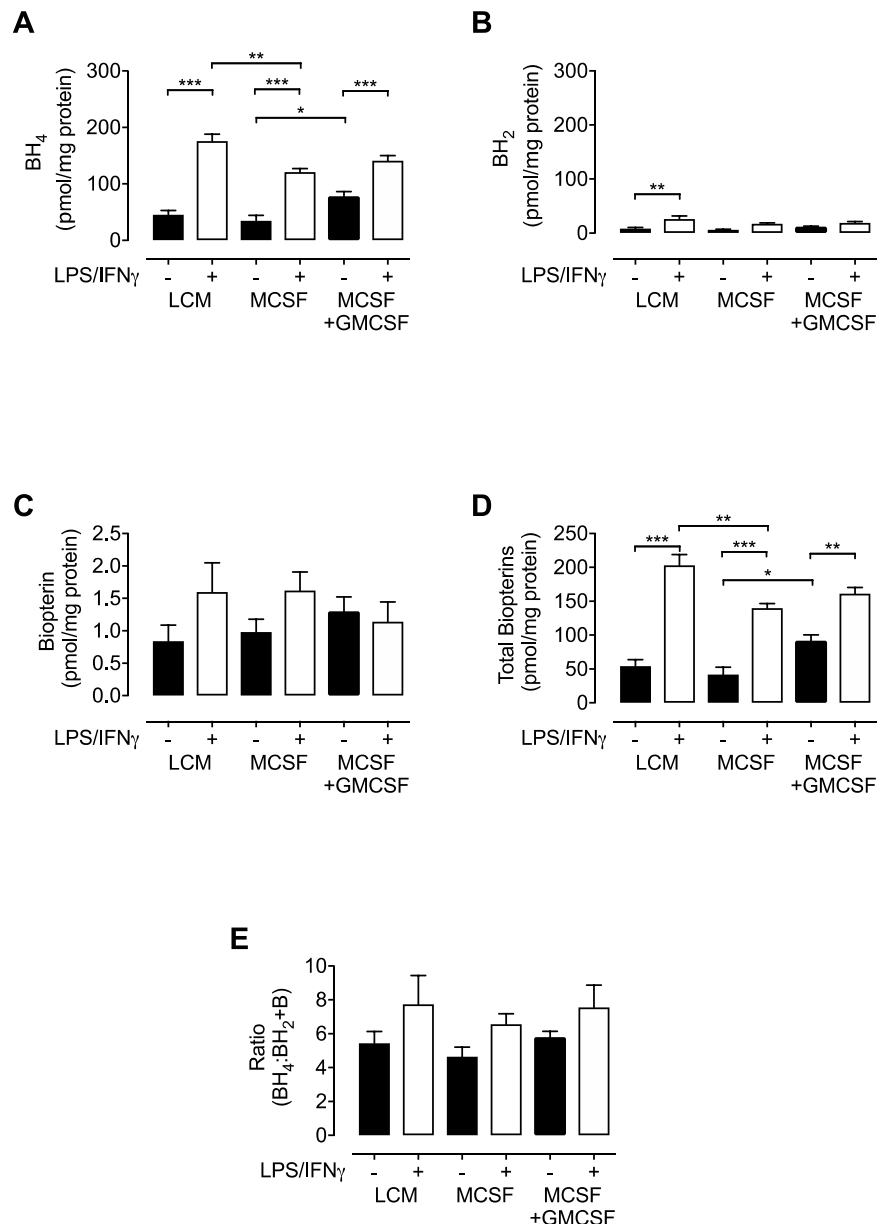 A
BH4
(pmol/mg protein)
300
200
100
0
***
**
***
*
***
LPS/IFNγ - + - + - +
LCM MCSF MCSF
+GMCSF
B
BH2
(pmol/mg protein)
300
200
100
0
**
LPS/IFNγ - + - + - +
LCM MCSF MCSF
+GMCSF
C
Biopterin
(pmol/mg protein)
2.5
2.0
1.5
1.0
0.5
0.0
LPS/IFNγ - + - + - +
LCM MCSF MCSF
+GMCSF
D
Total Biopterins
(pmol/mg protein)
250
200
150
100
50
0
***
**
***
*
**
LPS/IFNγ - + - + - +
LCM MCSF MCSF
+GMCSF
E
Ratio
(BH4:BH2+B)
10
8
6
4
2
0
LPS/IFNγ - + - + - +
LCM MCSF MCSF
+GMCSF